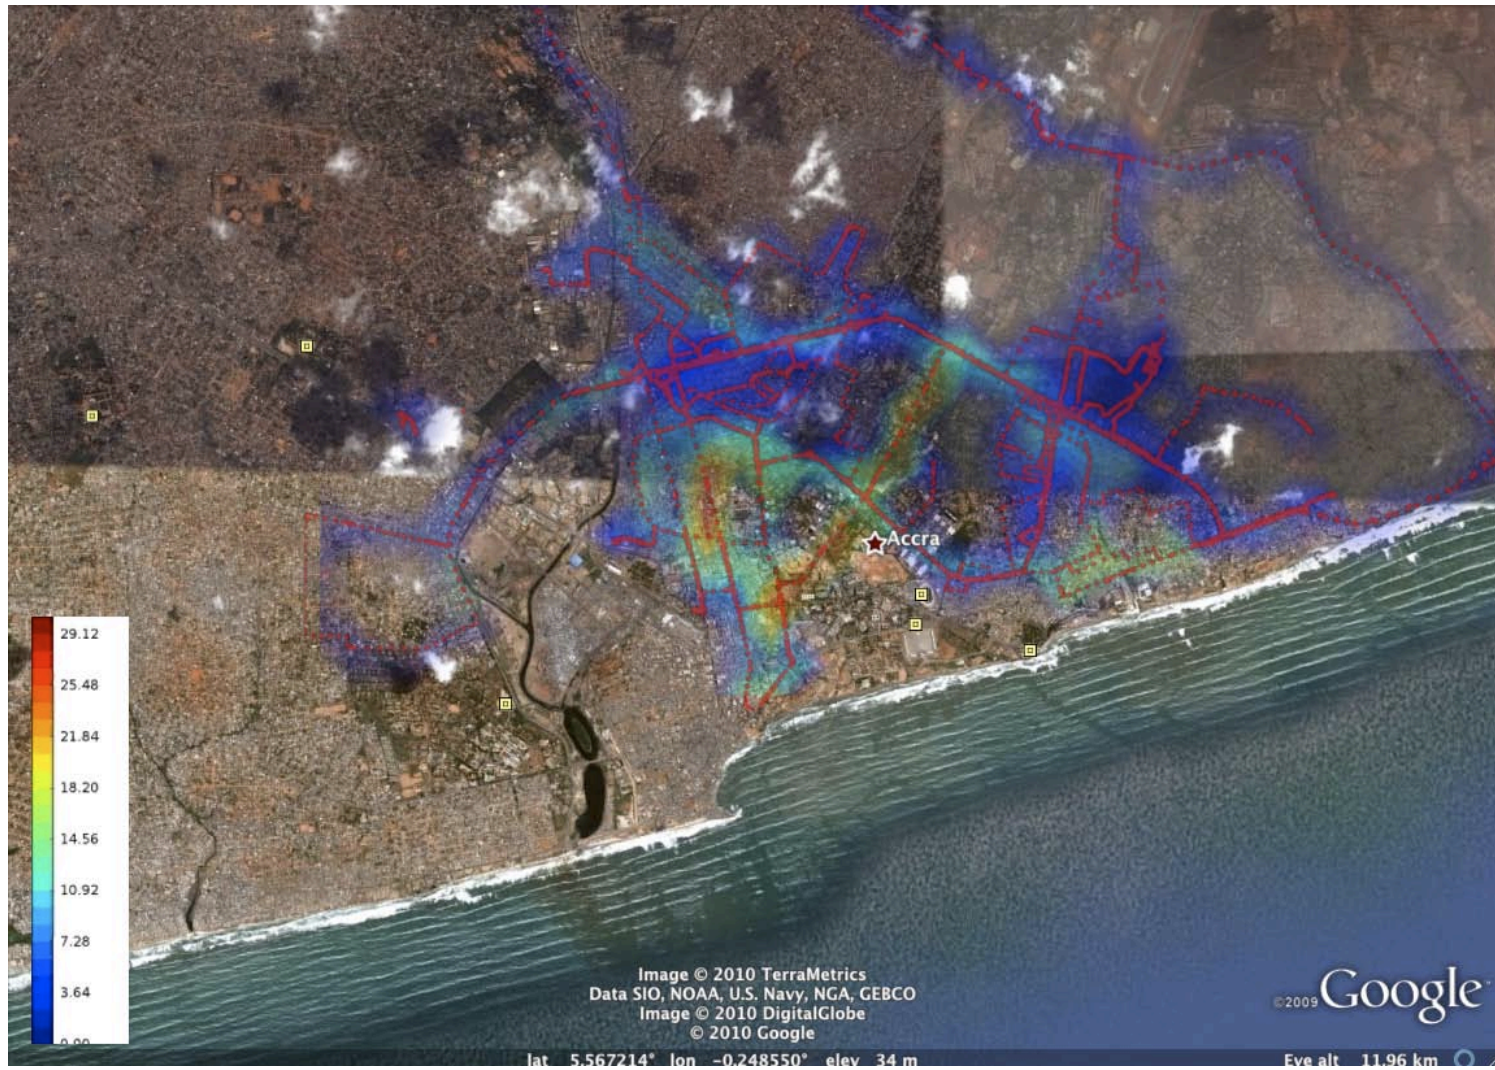 Accra
29.12
25.48
21.84
18.20
14.56
10.92
7.28
3.64
0.00
Image © 2010 TerraMetrics
Data SIO, NOAA, U.S. Navy, NGA, GEBCO
Image © 2010 DigitalGlobe
© 2010 Google
©2009 Google
lat 5.567214° lon -0.248550° elev 34 m
Eye alt 11.96 km